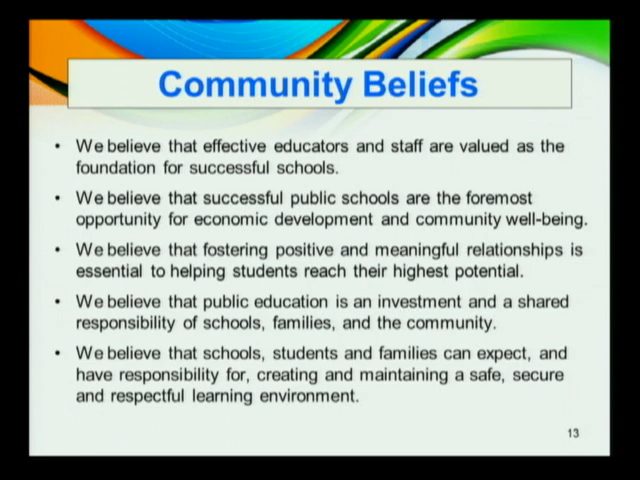 Community Beliefs
• We believe that effective educators and staff are valued as the
foundation for successful schools.
• We believe that successful public schools are the foremost
opportunity for economic development and community well-being.
• We believe that fostering positive and meaningful relationships is
essential to helping students reach their highest potential.
• We believe that public education is an investment and a shared
responsibility of schools, families, and the community.
• We believe that schools, students and families can expect, and
have responsibility for, creating and maintaining a safe, secure
and respectful learning environment.
13